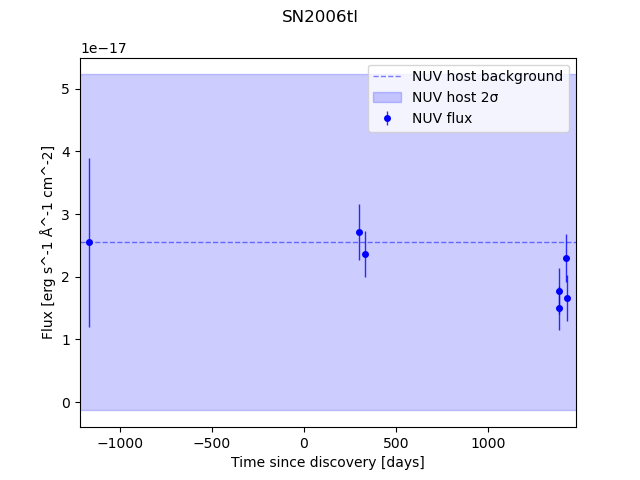 SN2006tl
1e−17
NUV host background
NUV host 2σ
NUV flux
5
4
3
2
1
0
Flux [erg s^-1 Å^-1 cm^-2]
−1000 −500 0 500 1000
Time since discovery [days]